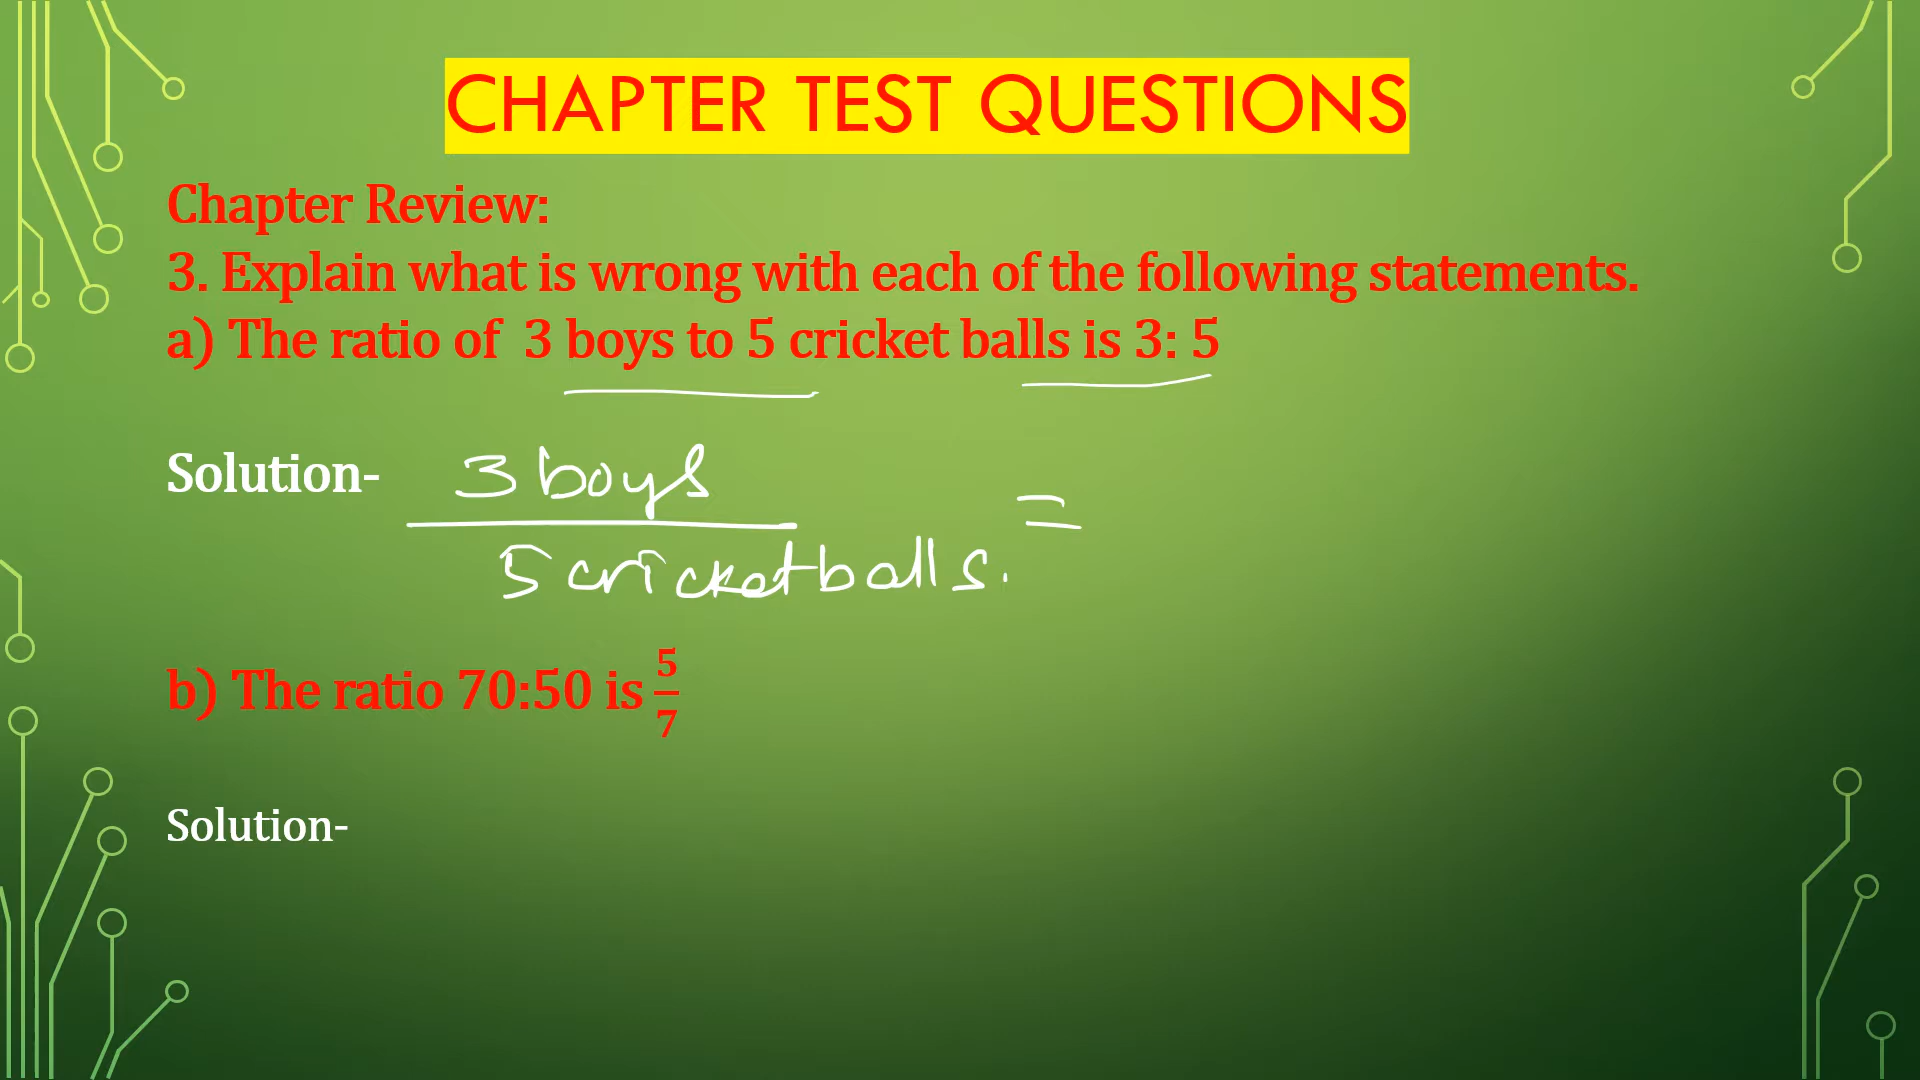 CHAPTER TEST QUESTIONS
Chapter Review:
3. Explain what is wrong with each of the following statements.
a) The ratio of 3 boys to 5 cricket balls is 3: 5
Solution- 3 boys
5 cricket balls. =
b) The ratio 70:50 is 5/7
Solution-